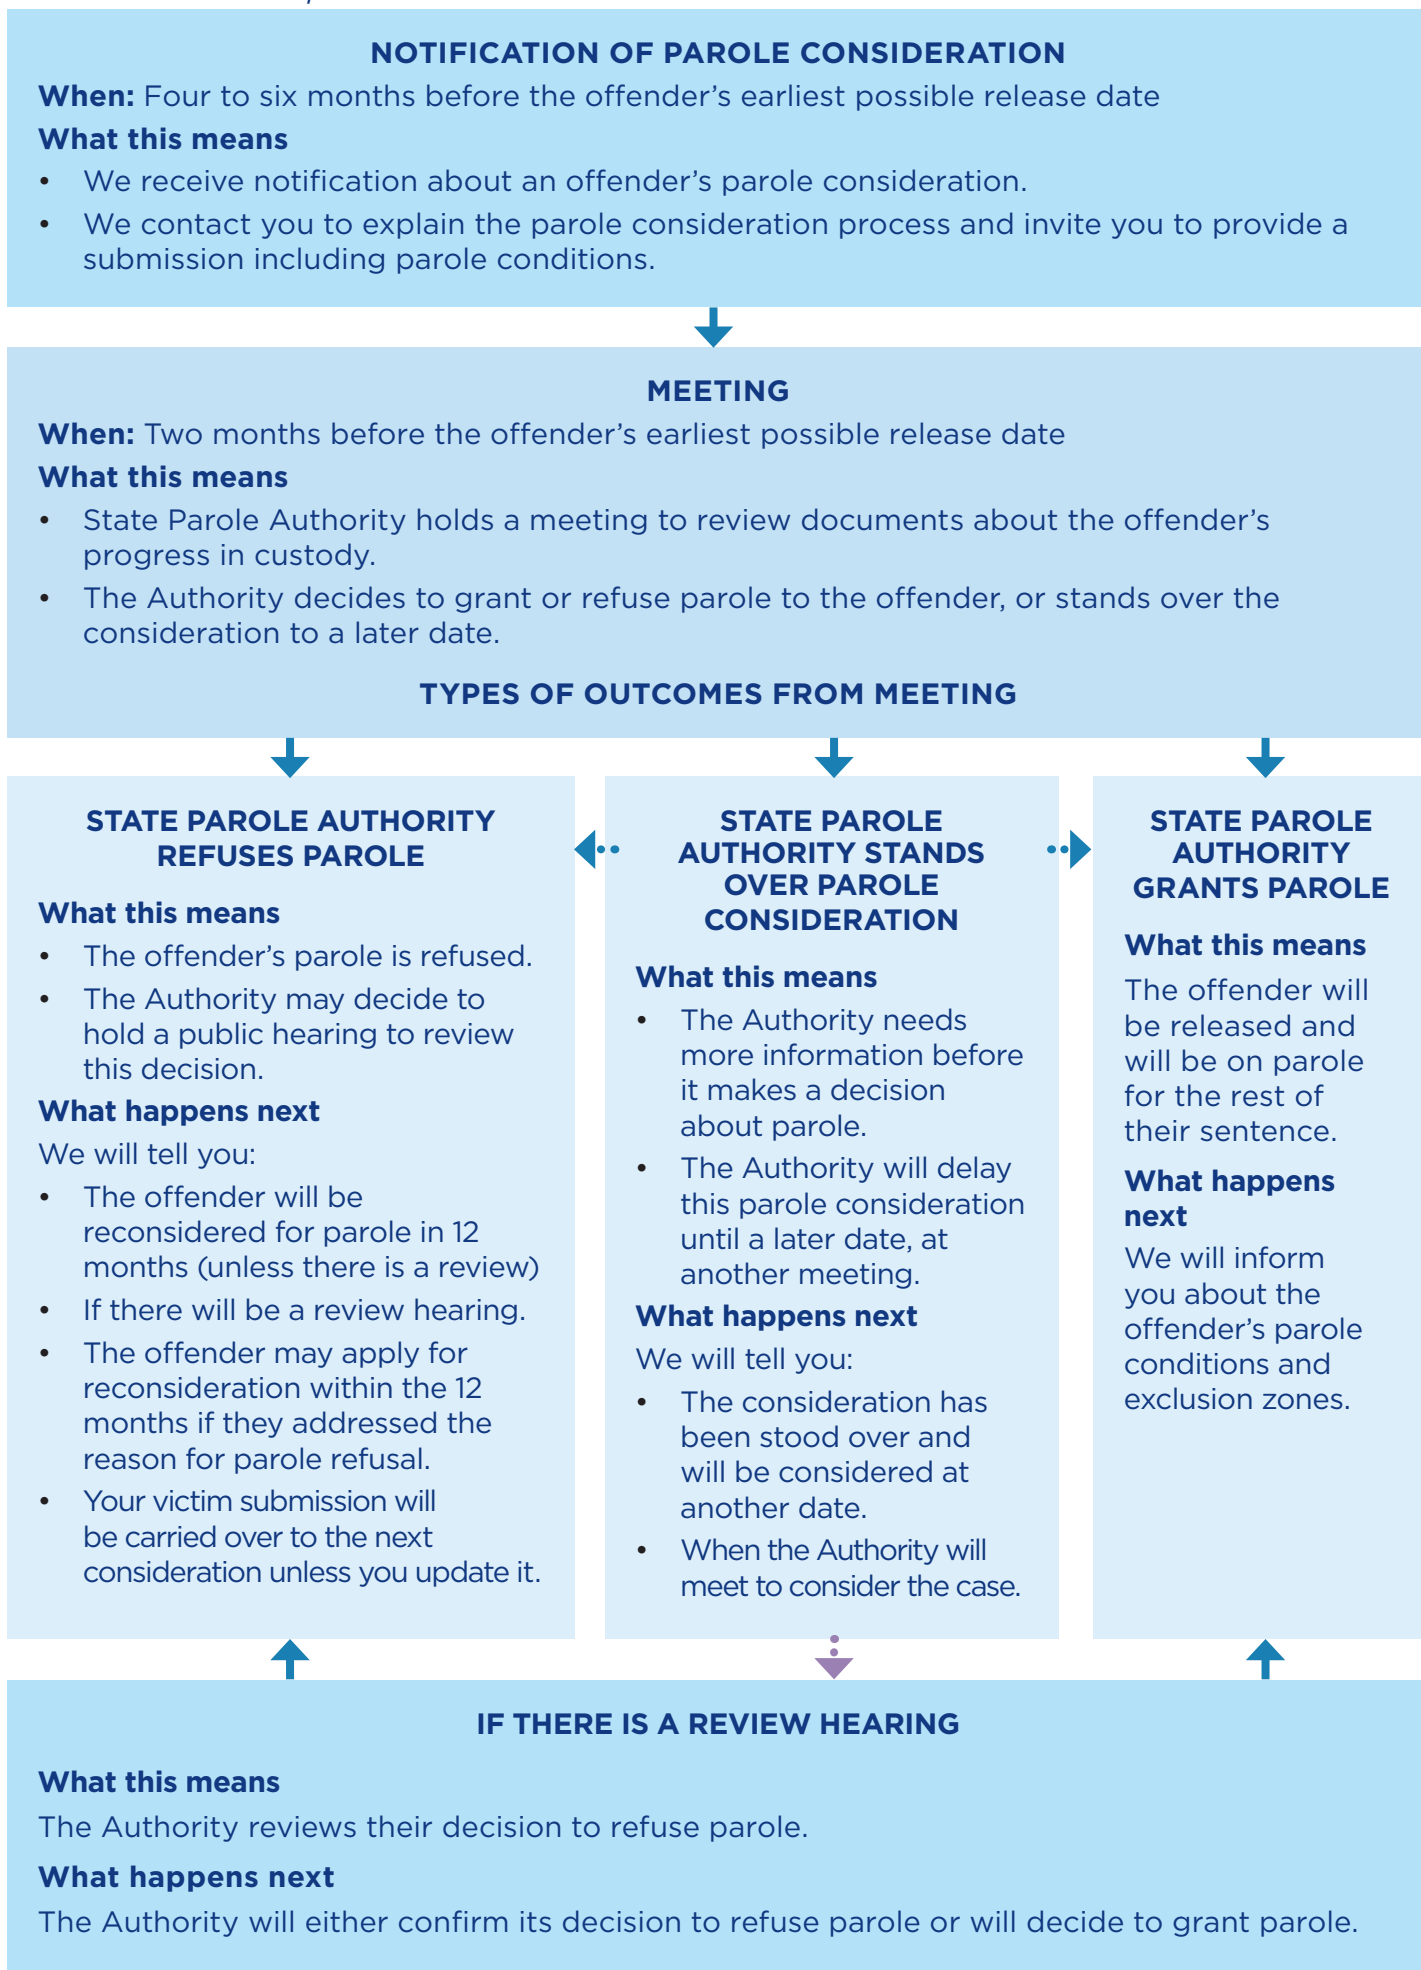 NOTIFICATION OF PAROLE CONSIDERATION
When: Four to six months before the offender’s earliest possible release date
What this means
• We receive notification about an offender’s parole consideration.
• We contact you to explain the parole consideration process and invite you to provide a
submission including parole conditions.
MEETING
When: Two months before the offender’s earliest possible release date
What this means
• State Parole Authority holds a meeting to review documents about the offender’s
progress in custody.
• The Authority decides to grant or refuse parole to the offender, or stands over the
consideration to a later date.
TYPES OF OUTCOMES FROM MEETING
STATE PAROLE AUTHORITY
REFUSES PAROLE
What this means
• The offender’s parole is refused.
• The Authority may decide to
hold a public hearing to review
this decision.
What happens next
We will tell you:
• The offender will be
reconsidered for parole in 12
months (unless there is a review)
• If there will be a review hearing.
• The offender may apply for
reconsideration within the 12
months if they addressed the
reason for parole refusal.
• Your victim submission will
be carried over to the next
consideration unless you update it.
STATE PAROLE
AUTHORITY STANDS
OVER PAROLE
CONSIDERATION
What this means
• The Authority needs
more information before
it makes a decision
about parole.
• The Authority will delay
this parole consideration
until a later date, at
another meeting.
What happens next
We will tell you:
• The consideration has
been stood over and
will be considered at
another date.
• When the Authority will
meet to consider the case.
STATE PAROLE
AUTHORITY
GRANTS PAROLE
What this means
The offender will
be released and
will be on parole
for the rest of
their sentence.
What happens
next
We will inform
you about the
offender’s parole
conditions and
exclusion zones.
IF THERE IS A REVIEW HEARING
What this means
The Authority reviews their decision to refuse parole.
What happens next
The Authority will either confirm its decision to refuse parole or will decide to grant parole.